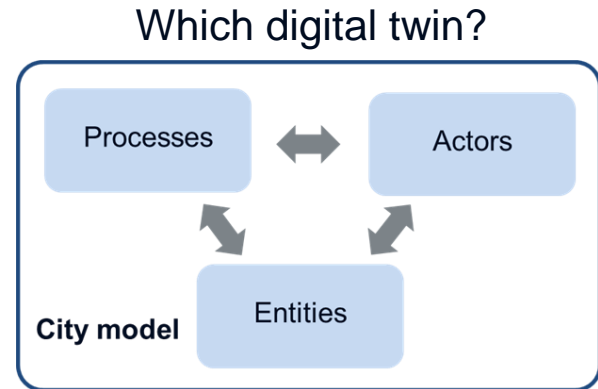 Which digital twin?
Processes
Actors
Entities
City model